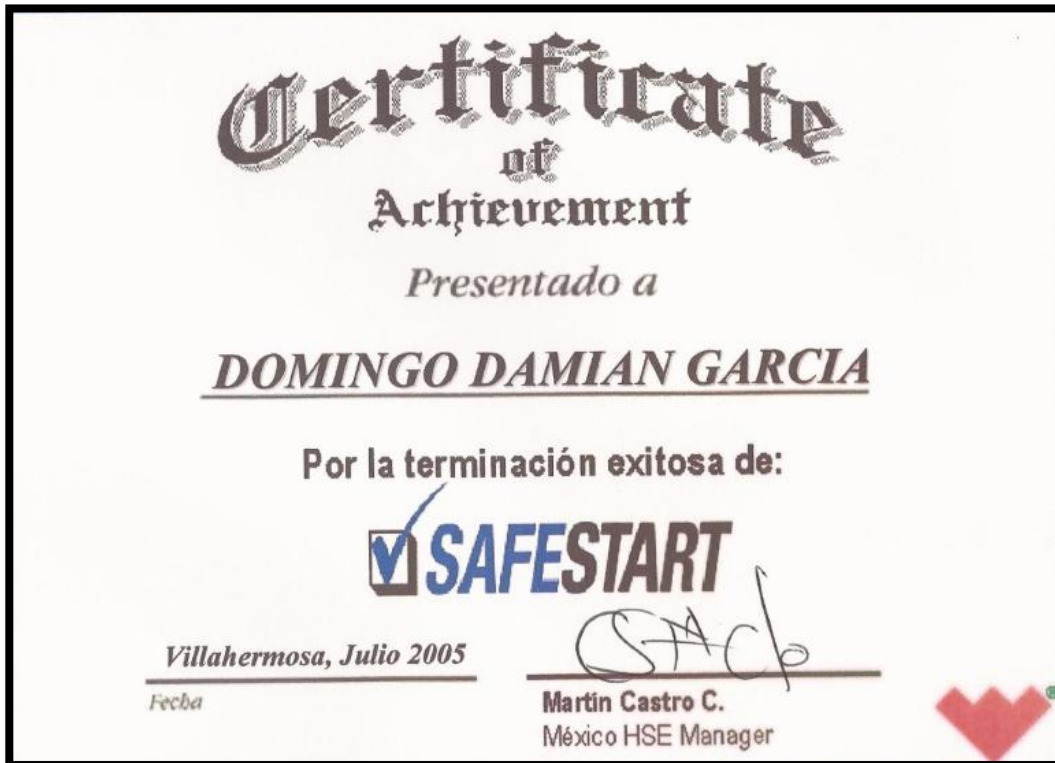 Certificate
of
Achievement
Presentado a
DOMINGO DAMIAN GARCIA
Por la terminación exitosa de:
SAFESTART
Villahermosa, Julio 2005
Fecha
Martin Castro C.
México HSE Manager
®